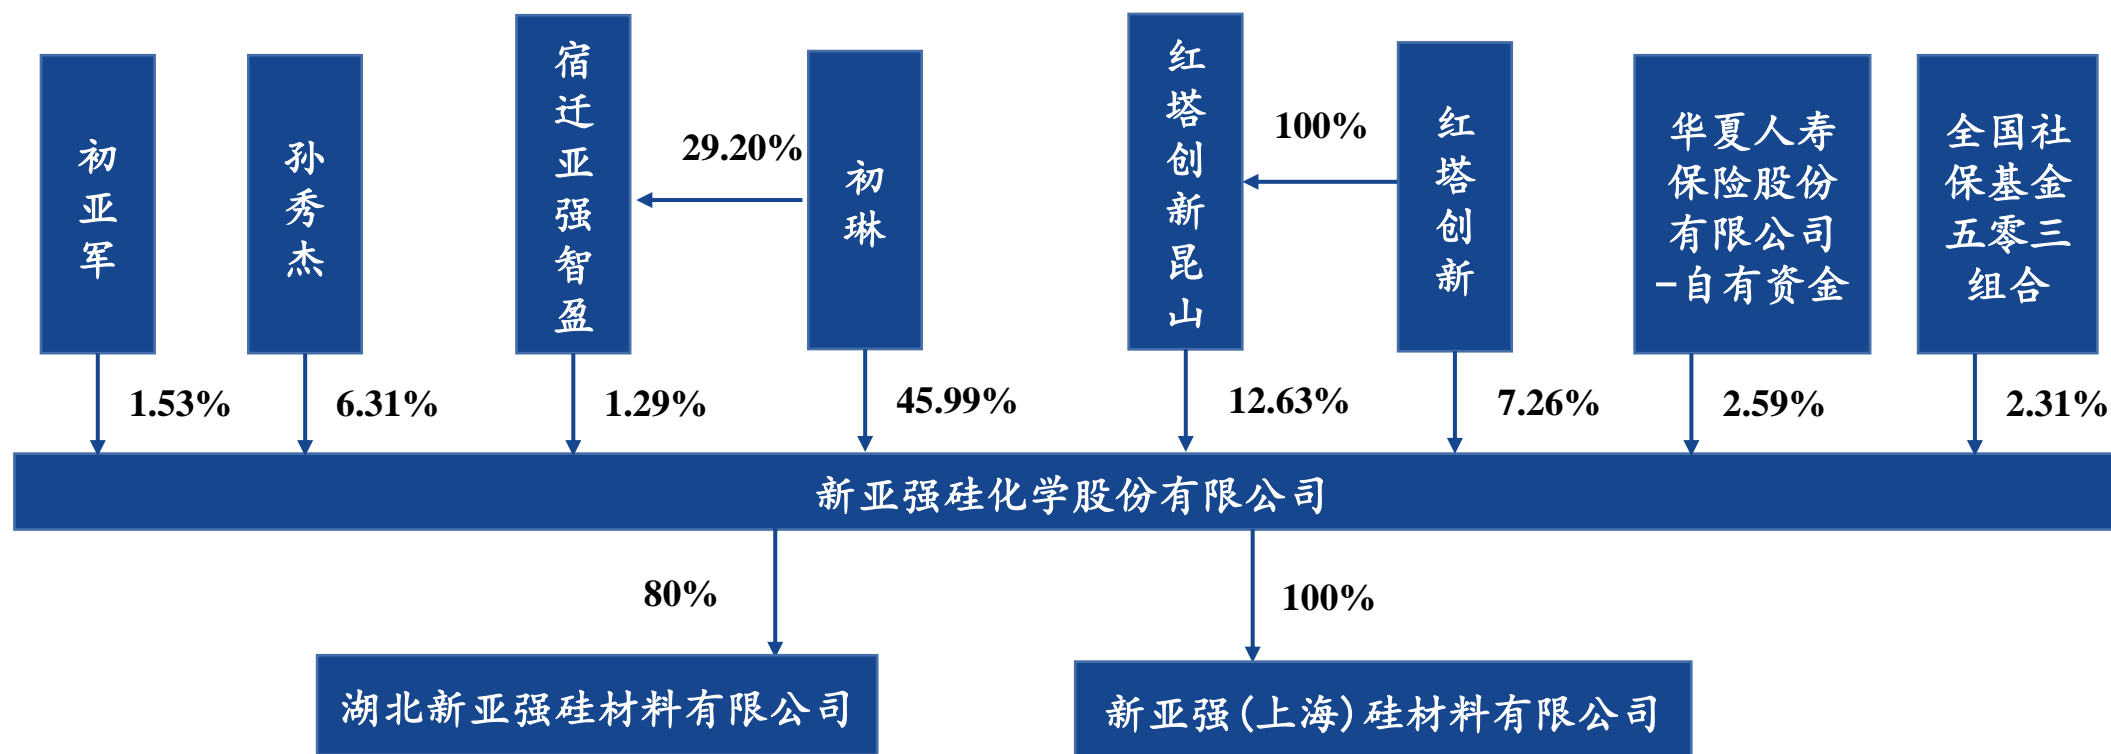 初亚军
孙秀杰
宿迁亚强智盈
29.20%
初琳
红塔创新昆山
100%
红塔创新
华夏人寿
保险股份
有限公司
-自有资金
全国社
保基金
五零三
组合
1.53%
6.31%
1.29%
45.99%
12.63%
7.26%
2.59%
2.31%
新亚强硅化学股份有限公司
80%
100%
湖北新亚强硅材料有限公司
新亚强(上海)硅材料有限公司